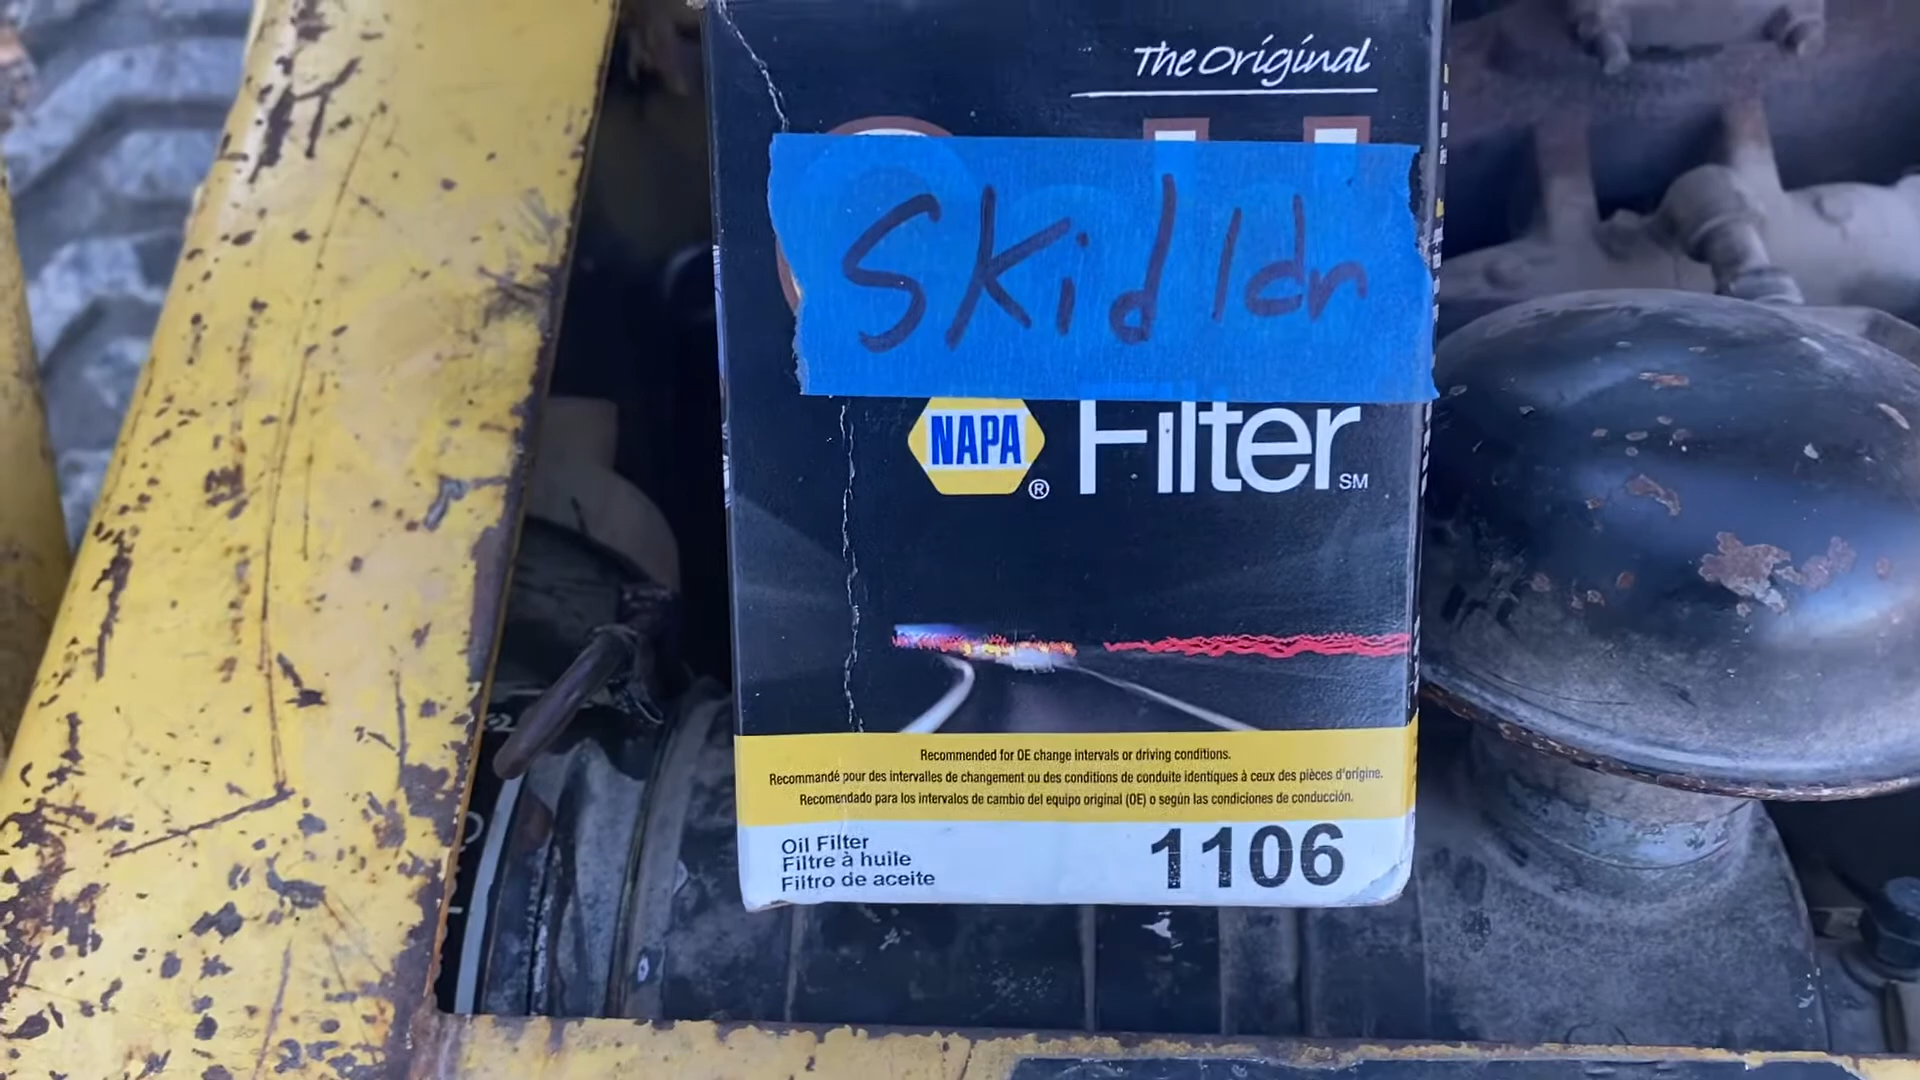 The Original
Skid ldr
NAPA® Filter SM
Recommended for OE change intervals or driving conditions.
Recommandé pour des intervalles de changement ou des conditions de conduite identiques à ceux des pièces d'origine.
Recomendado para los intervalos de cambio del equipo original (OE) o según las condiciones de conducción.
Oil Filter
Filtre à huile
Filtro de aceite
1106